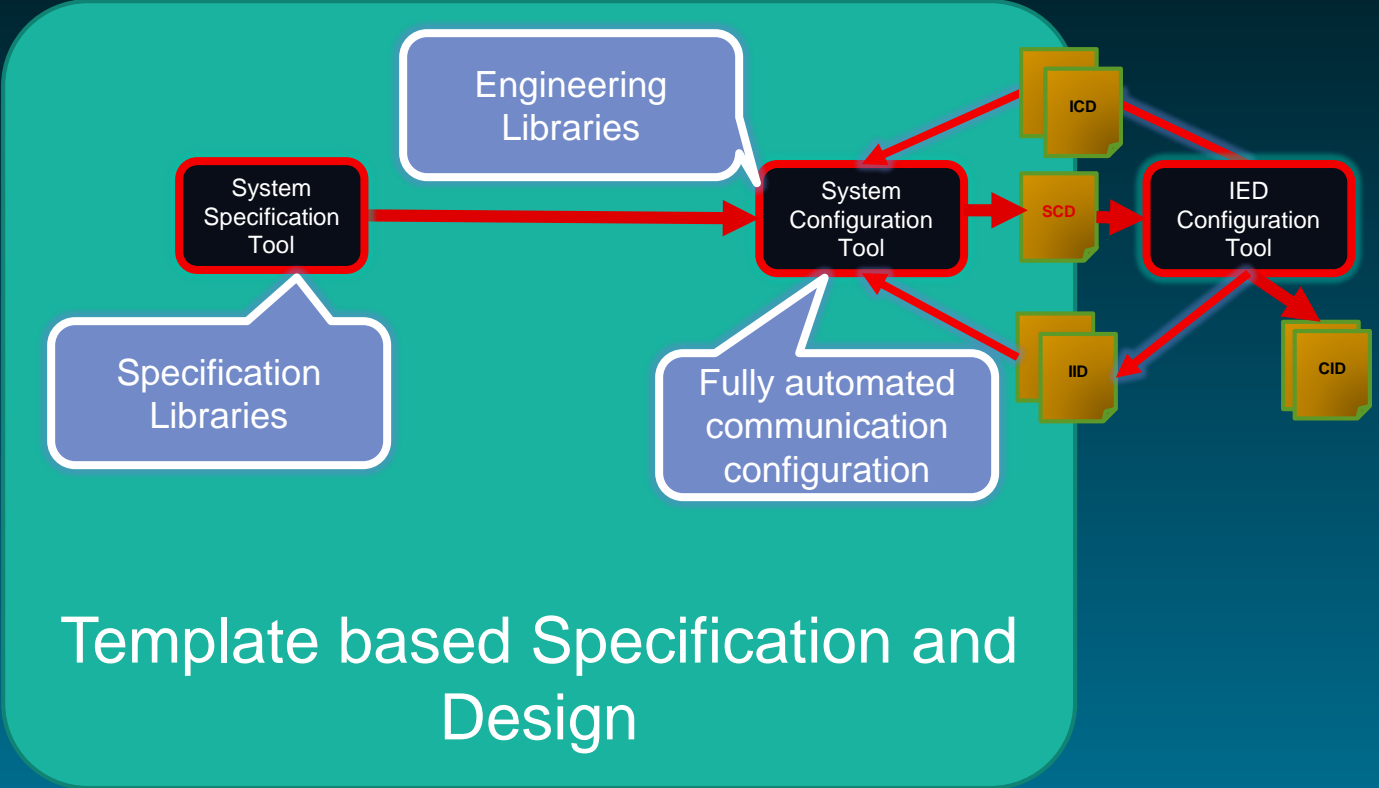 Engineering
Libraries
ICD
System
Specification
Tool
System
Configuration
Tool
SCD
IED
Configuration
Tool
Specification
Libraries
Fully automated
communication
configuration
IID
CID
Template based Specification and
Design